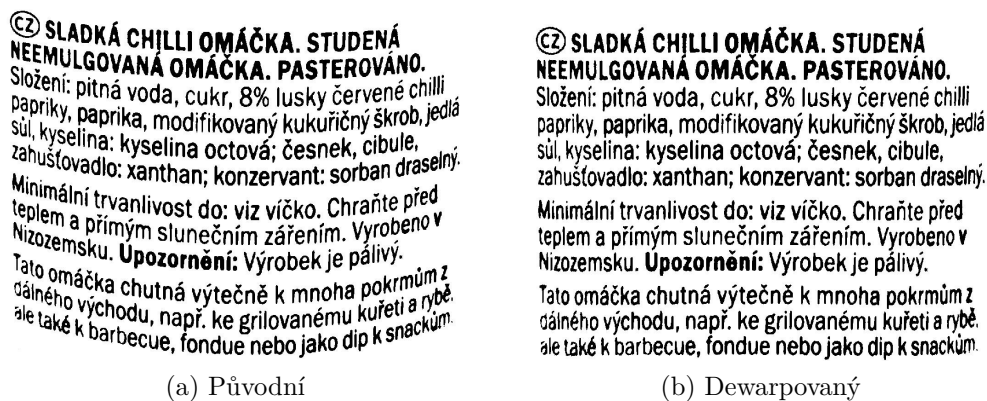 CZ SLADKÁ CHILLI OMÁČKA. STUDENÁ
NEEMULGOVANÁ OMÁČKA. PASTEROVÁNO.
Složení: pitná voda, cukr, 8% lusky červené chilli
papriky, paprika, modifikovaný kukuřičný škrob, jedlá
sůl, kyselina: kyselina octová; česnek, cibule,
zahušťovadlo: xanthan; konzervant: sorban draselný.
Minimální trvanlivost do: viz víčko. Chraňte před
teplem a přímým slunečním zářením. Vyrobeno v
Nizozemsku. Upozornění: Výrobek je pálivý.
Tato omáčka chutná výtečně k mnoha pokrmům z
dálného východu, např. ke grilovanému kuřeti a rybě,
ale také k barbecue, fondue nebo jako dip k snackům.
(a) Původní
CZ SLADKÁ CHILLI OMÁČKA. STUDENÁ
NEEMULGOVANÁ OMÁČKA. PASTEROVÁNO.
Složení: pitná voda, cukr, 8% lusky červené chilli
papriky, paprika, modifikovaný kukuřičný škrob, jedlá
sůl, kyselina: kyselina octová; česnek, cibule,
zahušťovadlo: xanthan; konzervant: sorban draselný.
Minimální trvanlivost do: viz víčko. Chraňte před
teplem a přímým slunečním zářením. Vyrobeno v
Nizozemsku. Upozornění: Výrobek je pálivý.
Tato omáčka chutná výtečně k mnoha pokrmům z
dálného východu, např. ke grilovanému kuřeti a rybě,
ale také k barbecue, fondue nebo jako dip k snackům.
(b) Dewarpovaný